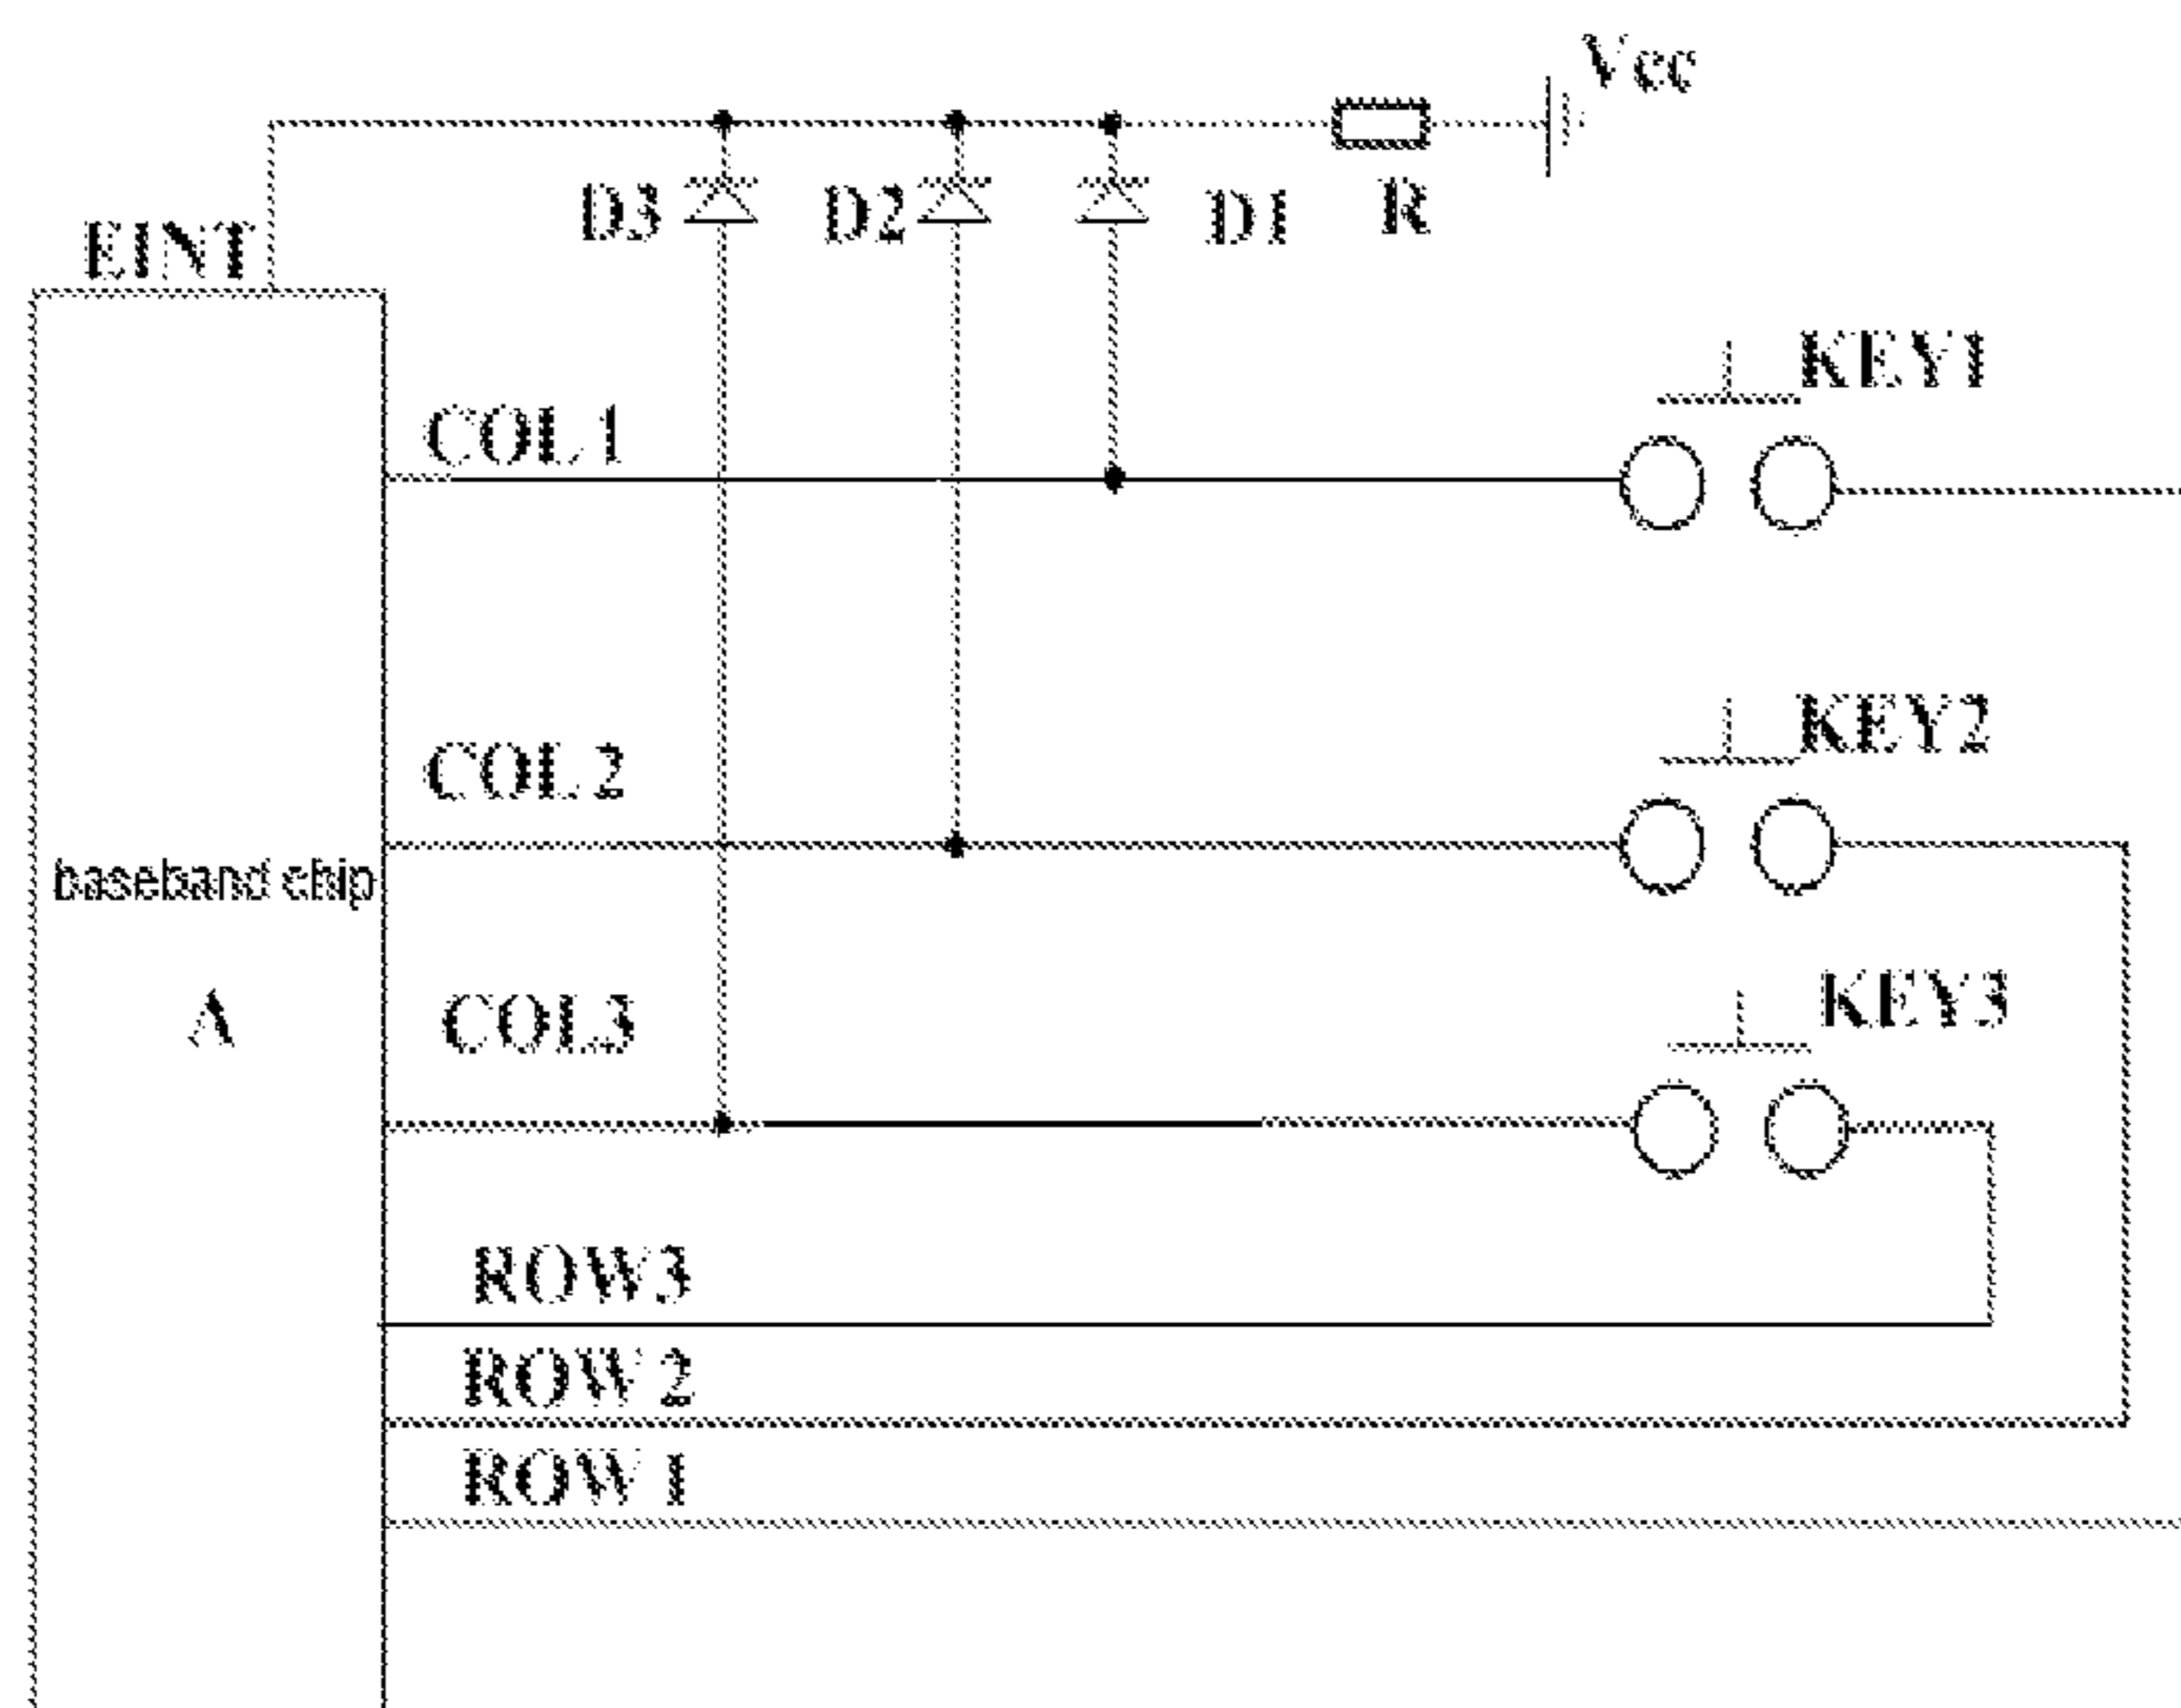 Vcc
D3
D2
D1
R
EINT
KEY1
COL1
KEY2
COL2
baseband chip
A
KEY3
COL3
ROW3
ROW2
ROW1